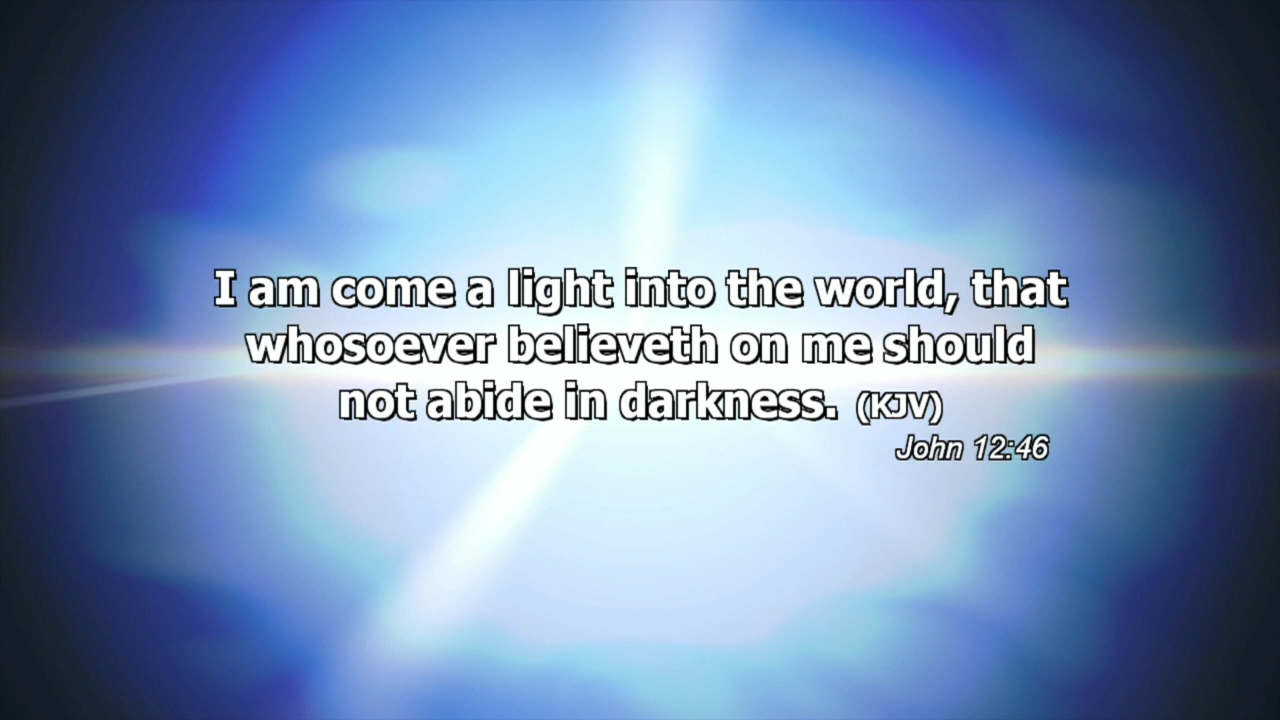 I am come a light into the world, that
whosoever believeth on me should
not abide in darkness. (KJV)
John 12:46